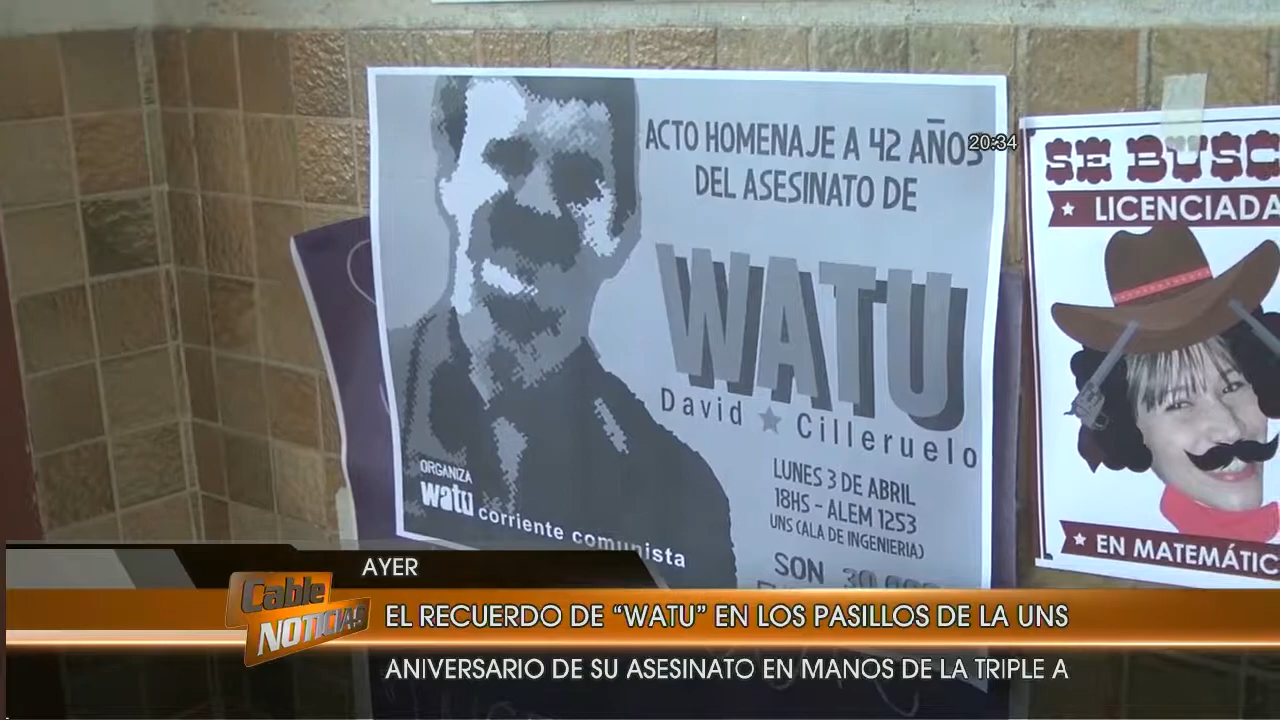 ACTO HOMENAJE A 42 AÑOS
DEL ASESINATO DE
WATU
David Cilleruelo
LUNES 3 DE ABRIL
18HS - ALEM 1253
UNS (ALA DE INGENIERIA)
SON
ORGANIZA
watu corriente comunista
20:34
SE BUSC
LICENCIADA
EN MATEMÁTIC
AYER
Cable
NOTICIAS
EL RECUERDO DE “WATU” EN LOS PASILLOS DE LA UNS
ANIVERSARIO DE SU ASESINATO EN MANOS DE LA TRIPLE A